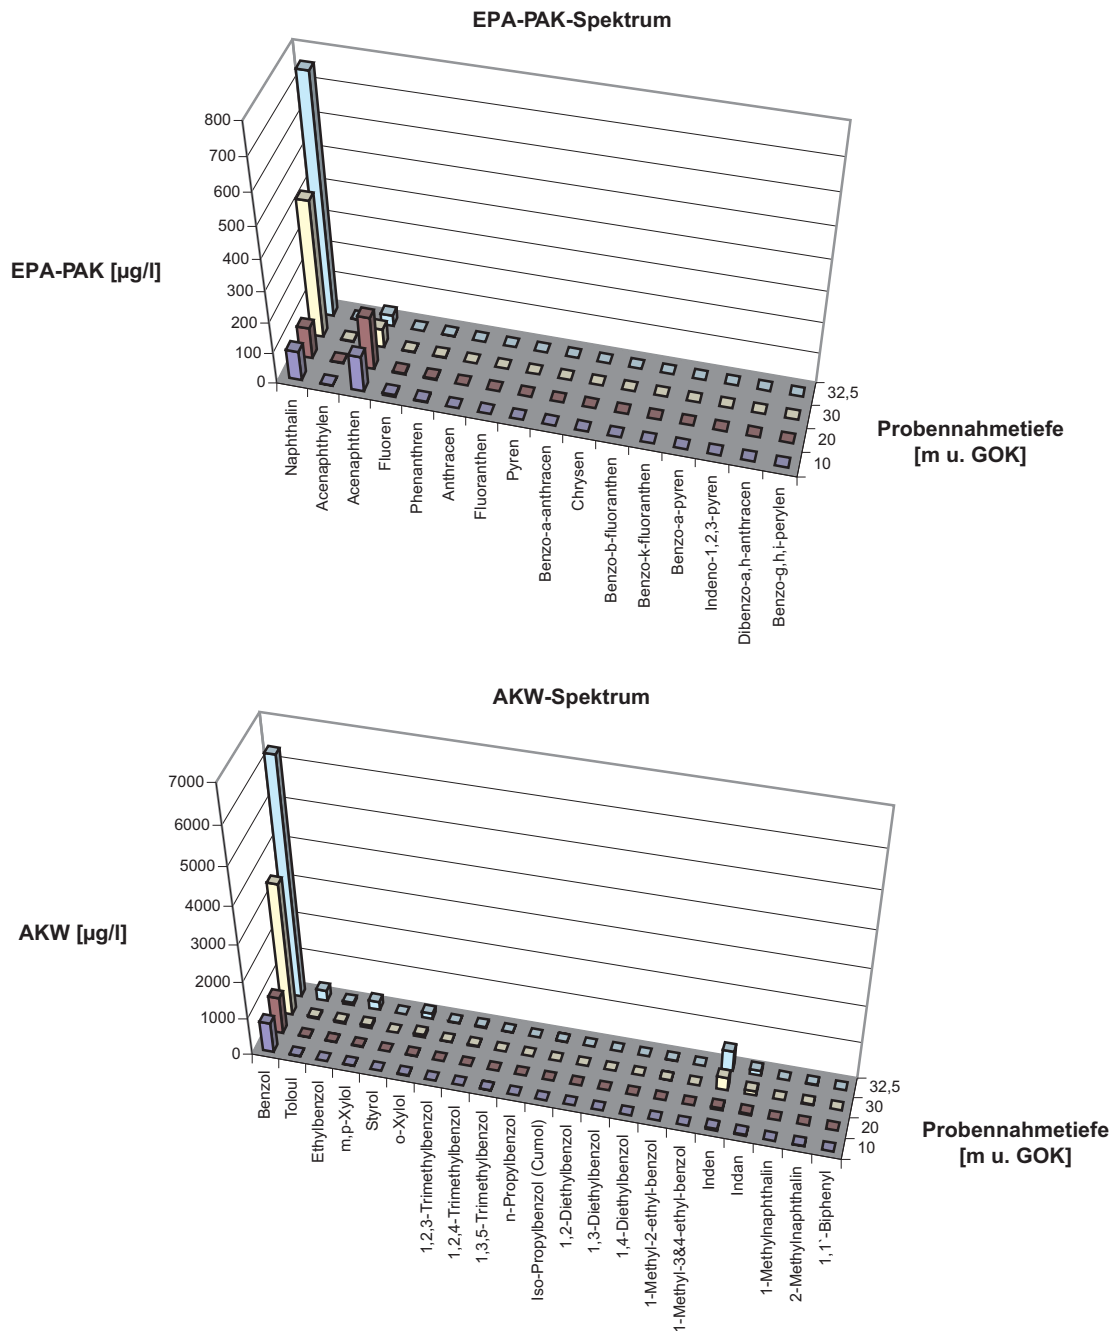 EPA-PAK-Spektrum
800
700
600
500
400
300
200
100
0
EPA-PAK [µg/l]
Naphthalin
Acenaphthylen
Acenaphthen
Fluoren
Phenanthren
Anthracen
Fluoranthen
Pyren
Benzo-a-anthracen
Chrysen
Benzo-b-fluoranthen
Benzo-k-fluoranthen
Benzo-a-pyren
Indeno-1,2,3-pyren
Dibenzo-a,h-anthracen
Benzo-g,h,i-perylen
32,5
30
20
10
Probennahmetiefe
[m u. GOK]
AKW-Spektrum
7000
6000
5000
4000
3000
2000
1000
0
AKW [µg/l]
Benzol
Toloul
Ethylbenzol
m,p-Xylol
Styrol
o-Xylol
1,2,3-Trimethylbenzol
1,2,4-Trimethylbenzol
1,3,5-Trimethylbenzol
n-Propylbenzol
Iso-Propylbenzol (Cumol)
1,2-Diethylbenzol
1,3-Diethylbenzol
1,4-Diethylbenzol
1-Methyl-2-ethyl-benzol
1-Methyl-3&4-ethyl-benzol
Inden
Indan
1-Methylnaphthalin
2-Methylnaphthalin
1,1`-Biphenyl
32,5
30
20
10
Probennahmetiefe
[m u. GOK]